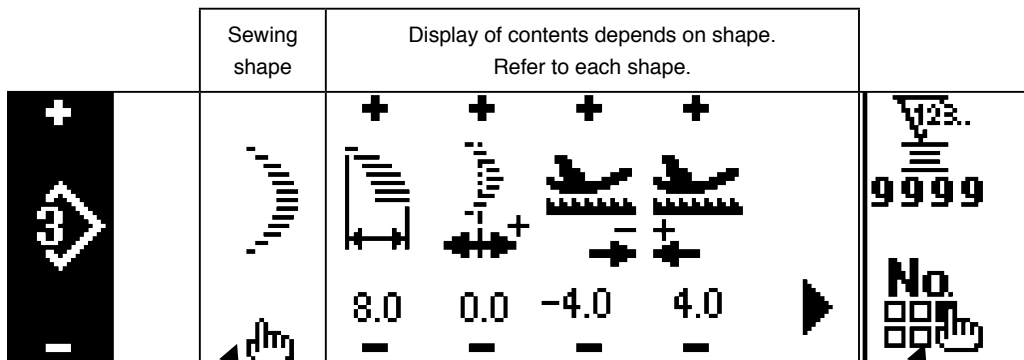 Sewing
shape
Display of contents depends on shape.
Refer to each shape.
+ + + + +
123..
9999
3
+ − +
No.
8.0 0.0 −4.0 4.0
− − − − −